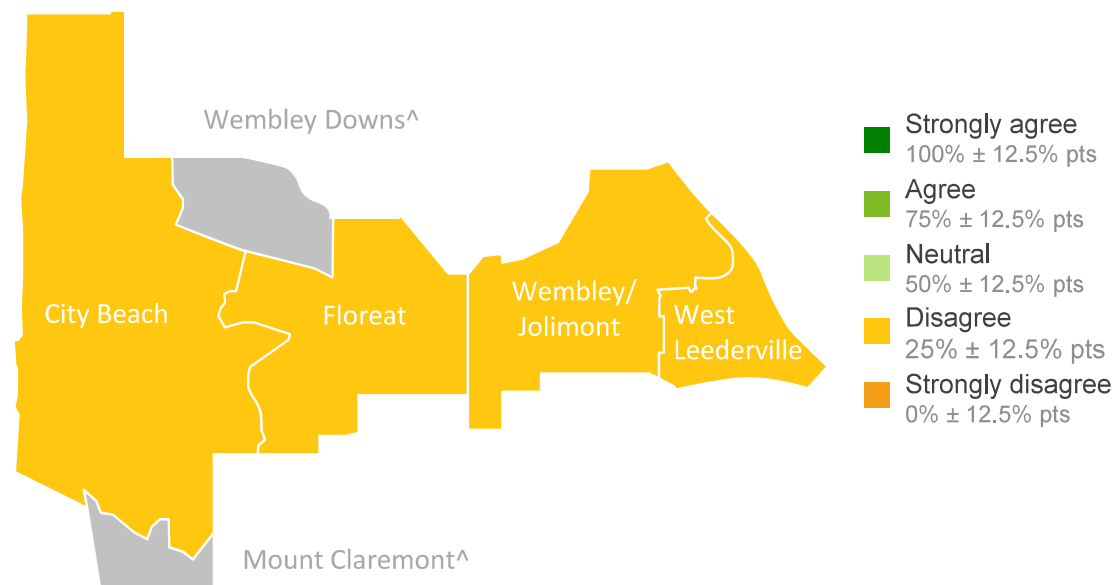 Wembley Downs^
City Beach
Floreat
Wembley/
Jolimont
West
Leederville
Mount Claremont^
Strongly agree
100% ± 12.5% pts
Agree
75% ± 12.5% pts
Neutral
50% ± 12.5% pts
Disagree
25% ± 12.5% pts
Strongly disagree
0% ± 12.5% pts